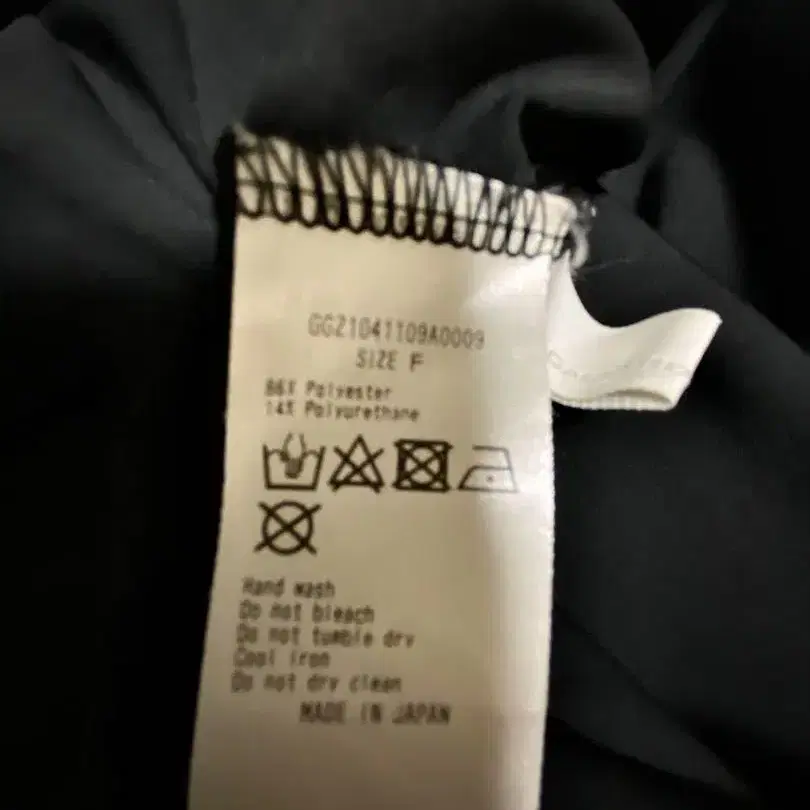 GGZ1041109A0009
SIZE F
86% Polyester
14% Polyurethane
Hand wash
Do not bleach
Do not tumble dry
Cool iron
Do not dry clean
MADE IN JAPAN